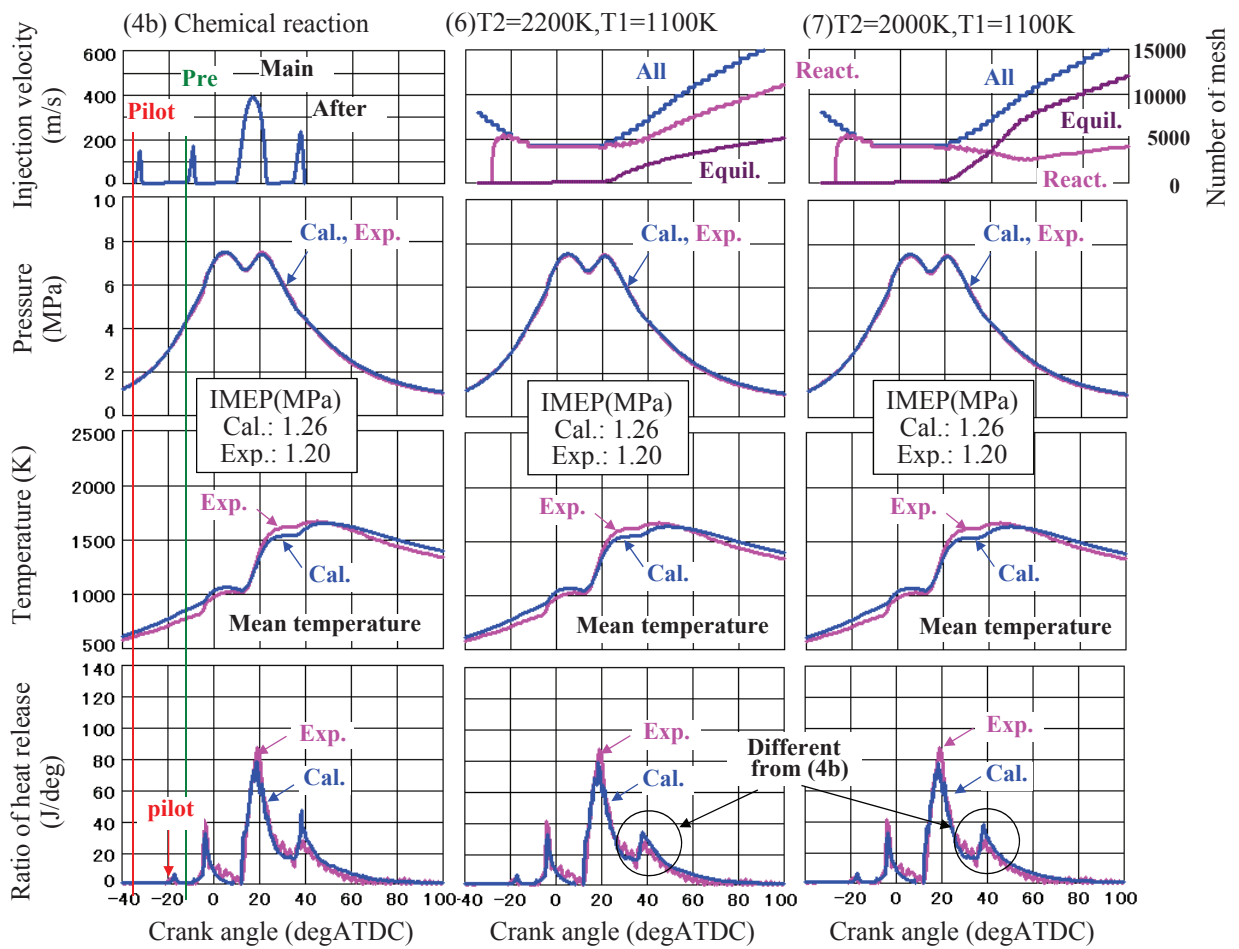 (4b) Chemical reaction
(6)T2=2200K,T1=1100K
(7)T2=2000K,T1=1100K
Injection velocity
(m/s)
600
400
200
0
Pilot
Pre
Main
After
All
React.
Equil.
All
React.
Equil.
15000
10000
5000
0
Number of mesh
Pressure
(MPa)
10
8
6
4
2
0
Cal., Exp.
Cal., Exp.
Cal., Exp.
IMEP(MPa)
Cal.: 1.26
Exp.: 1.20
IMEP(MPa)
Cal.: 1.26
Exp.: 1.20
IMEP(MPa)
Cal.: 1.26
Exp.: 1.20
Temperature (K)
2500
2000
1500
1000
500
Exp.
Cal.
Mean temperature
Exp.
Cal.
Mean temperature
Exp.
Cal.
Mean temperature
Ratio of heat release
(J/deg)
140
120
100
80
60
40
20
0
pilot
Exp.
Cal.
Exp.
Cal.
Different
from (4b)
Exp.
Cal.
-40 -20 0 20 40 60 80 100
-40 -20 0 20 40 60 80 100
-40 -20 0 20 40 60 80 100
Crank angle (degATDC)
Crank angle (degATDC)
Crank angle (degATDC)